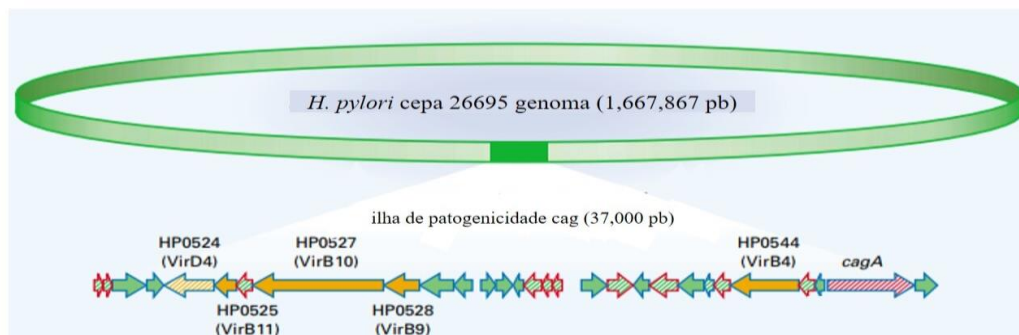 H. pylori cepa 26695 genoma (1,667,867 pb)
ilha de patogenicidade cag (37,000 pb)
HP0524
(VirD4)
HP0527
(VirB10)
HP0544
(VirB4)
cagA
HP0525
(VirB11)
HP0528
(VirB9)